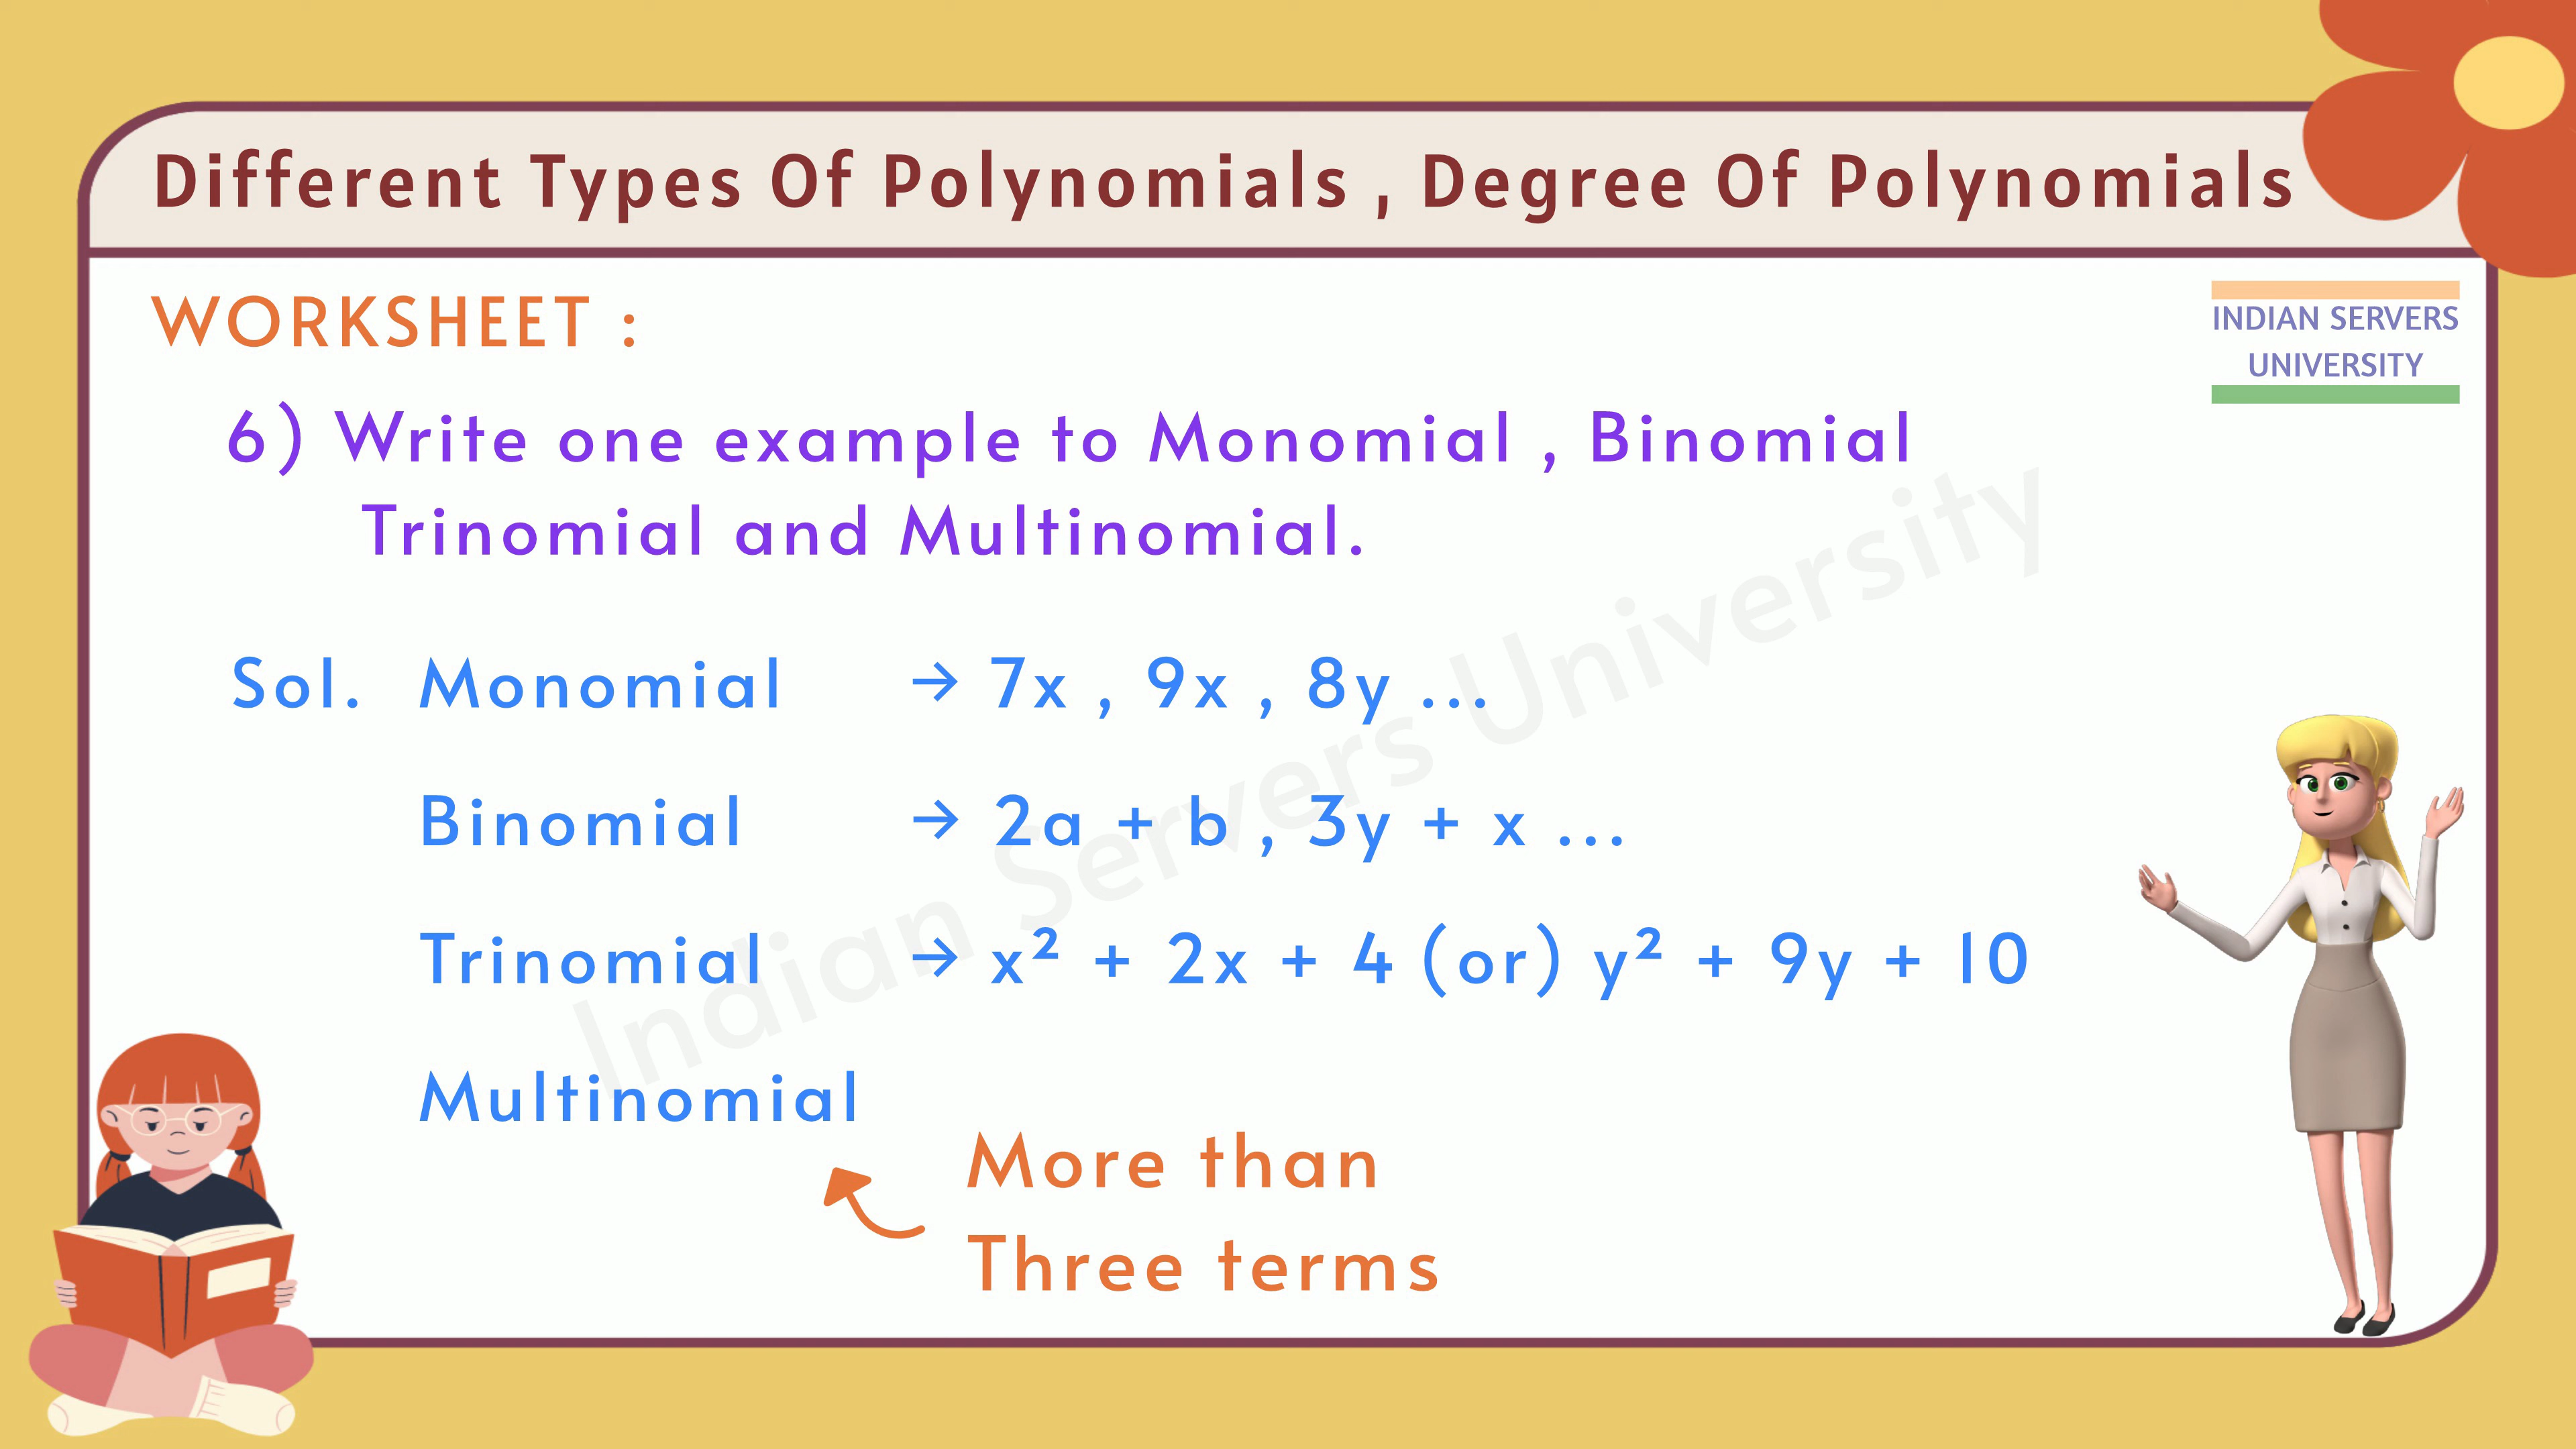 Different Types Of Polynomials , Degree Of Polynomials
WORKSHEET :
INDIAN SERVERS
UNIVERSITY
6) Write one example to Monomial , Binomial
Trinomial and Multinomial.
Sol. Monomial → 7x , 9x , 8y ...
Binomial → 2a + b , 3y + x ...
Trinomial → x² + 2x + 4 (or) y² + 9y + 10
Multinomial
More than
Three terms
Indian Servers University